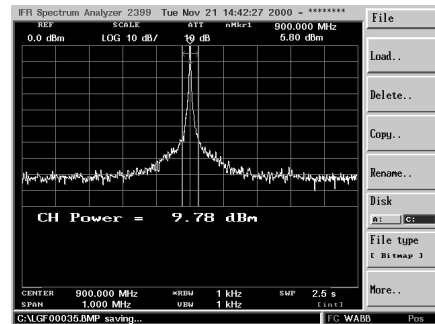 IFR Spectrum Analyzer 2399 Tue Nov 21 14:42:27 2000 - ********
REF SCALE ATT nMkr1 900.000 MHz
0.0 dBm LOG 10 dB/ 10 dB 5.80 dBm
CH Power = 9.78 dBm
CENTER 900.000 MHz *RBW 1 kHz SWP 2.5 s
SPAN 1.000 MHz VBW 1 kHz [int]
C:\LGF00035.BMP saving... FC WABB Pos
File
Load..
Delete..
Copy..
Rename..
Disk
A: C:
File type
[ Bitmap ]
More..